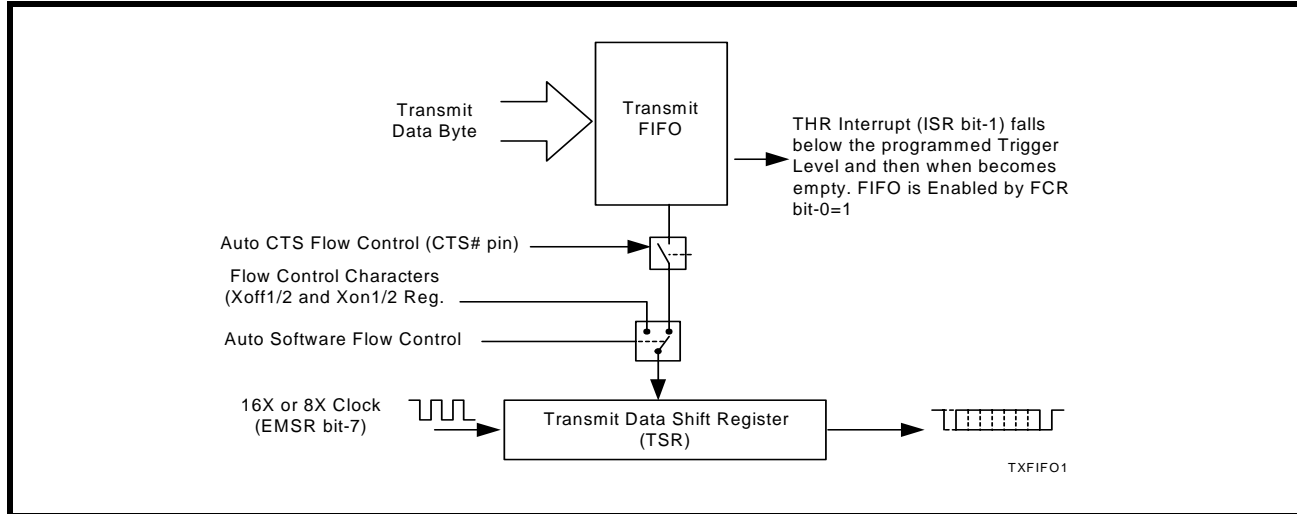 Transmit
Data Byte
Transmit
FIFO
THR Interrupt (ISR bit-1) falls
below the programmed Trigger
Level and then when becomes
empty. FIFO is Enabled by FCR
bit-0=1
Auto CTS Flow Control (CTS# pin)
Flow Control Characters
(Xoff1/2 and Xon1/2 Reg.
Auto Software Flow Control
16X or 8X Clock
(EMSR bit-7)
Transmit Data Shift Register
(TSR)
TXFIFO1